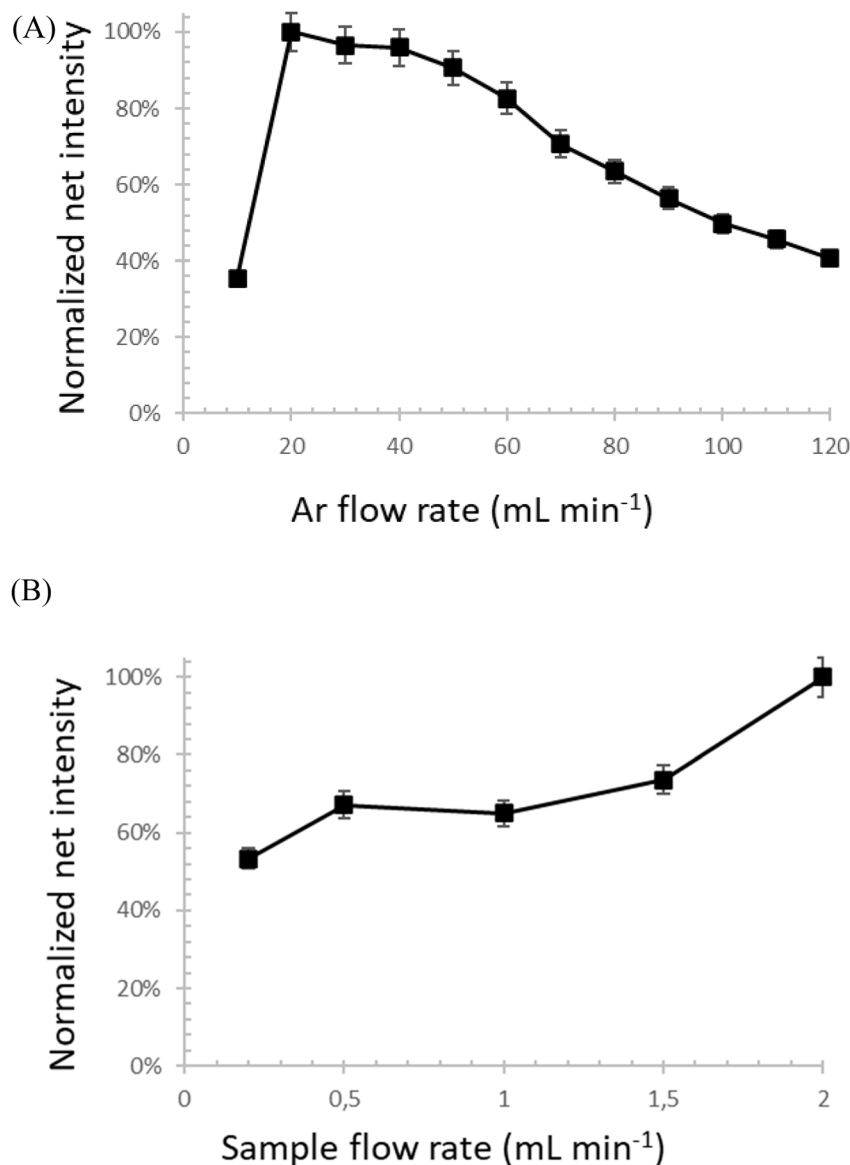 (A)
Normalized net intensity
100%
80%
60%
40%
20%
0%
0 20 40 60 80 100 120
Ar flow rate (mL min⁻¹)
(B)
Normalized net intensity
100%
80%
60%
40%
20%
0%
0 0,5 1 1,5 2
Sample flow rate (mL min⁻¹)